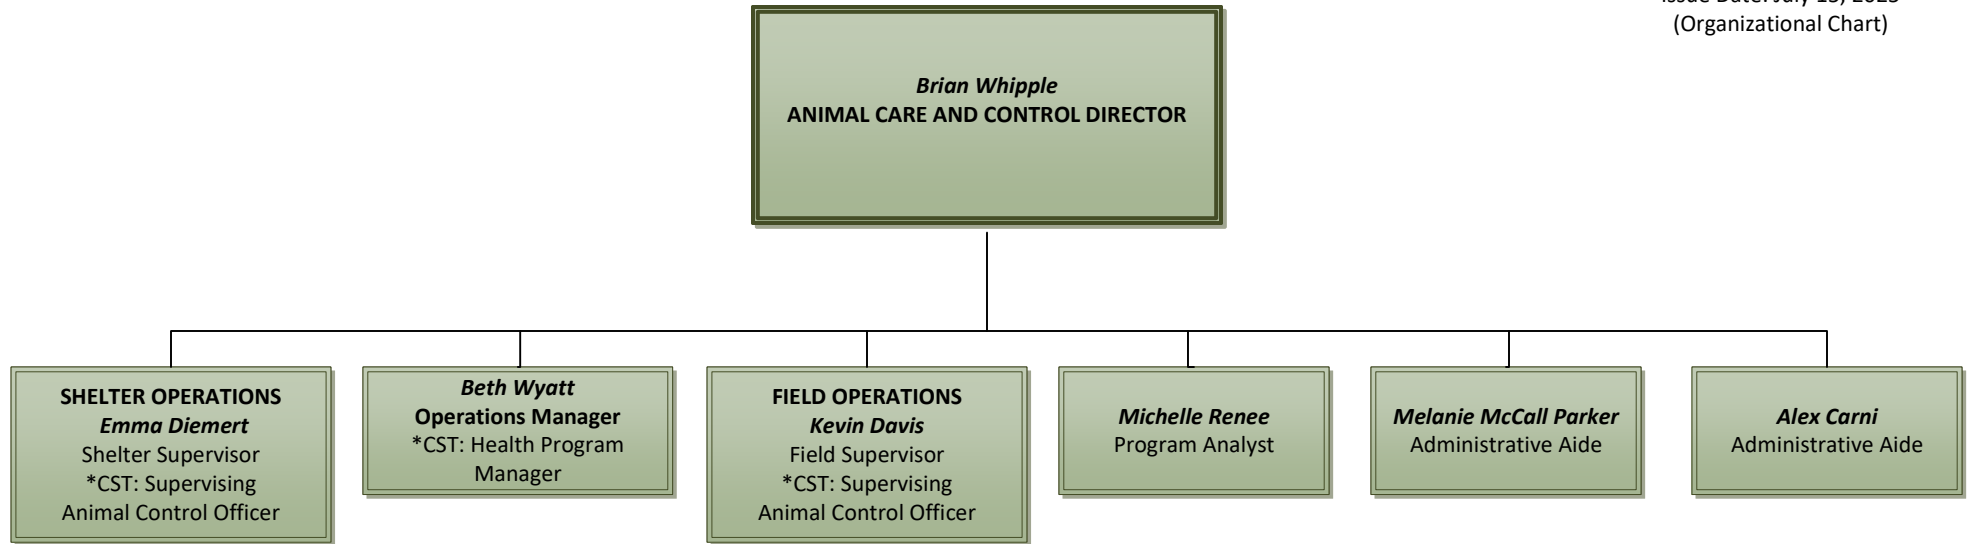 (Organizational Chart)
Brian Whipple
ANIMAL CARE AND CONTROL DIRECTOR
SHELTER OPERATIONS
Emma Diemert
Shelter Supervisor
*CST: Supervising
Animal Control Officer
Beth Wyatt
Operations Manager
*CST: Health Program
Manager
FIELD OPERATIONS
Kevin Davis
Field Supervisor
*CST: Supervising
Animal Control Officer
Michelle Renee
Program Analyst
Melanie McCall Parker
Administrative Aide
Alex Carni
Administrative Aide